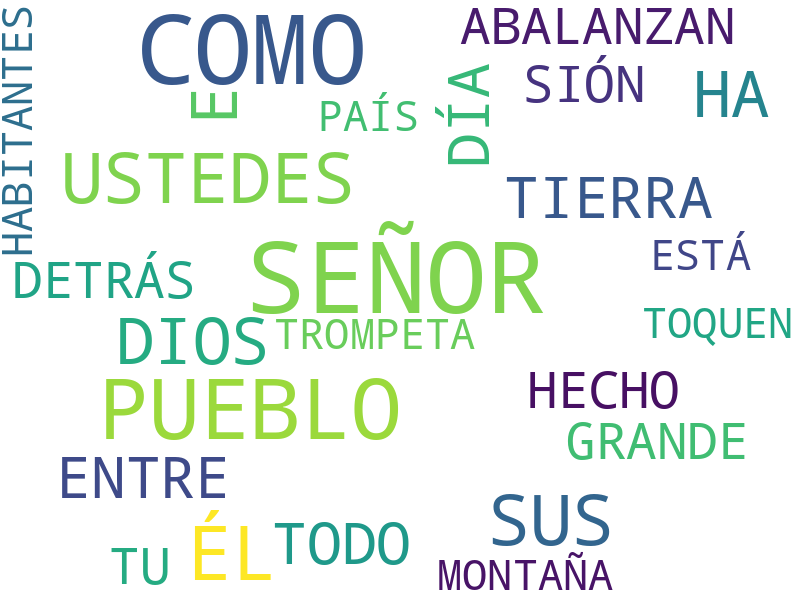 COMO
ABALANZAN
HABITANTES
E
PAÍS
DÍA
SIÓN
HA
USTEDES
TIERRA
SEÑOR
ESTÁ
DETRÁS
DIOS
TROMPETA
TOQUEN
PUEBLO
HECHO
GRANDE
ENTRE
SUS
TU
ÉL
TODO
MONTAÑA